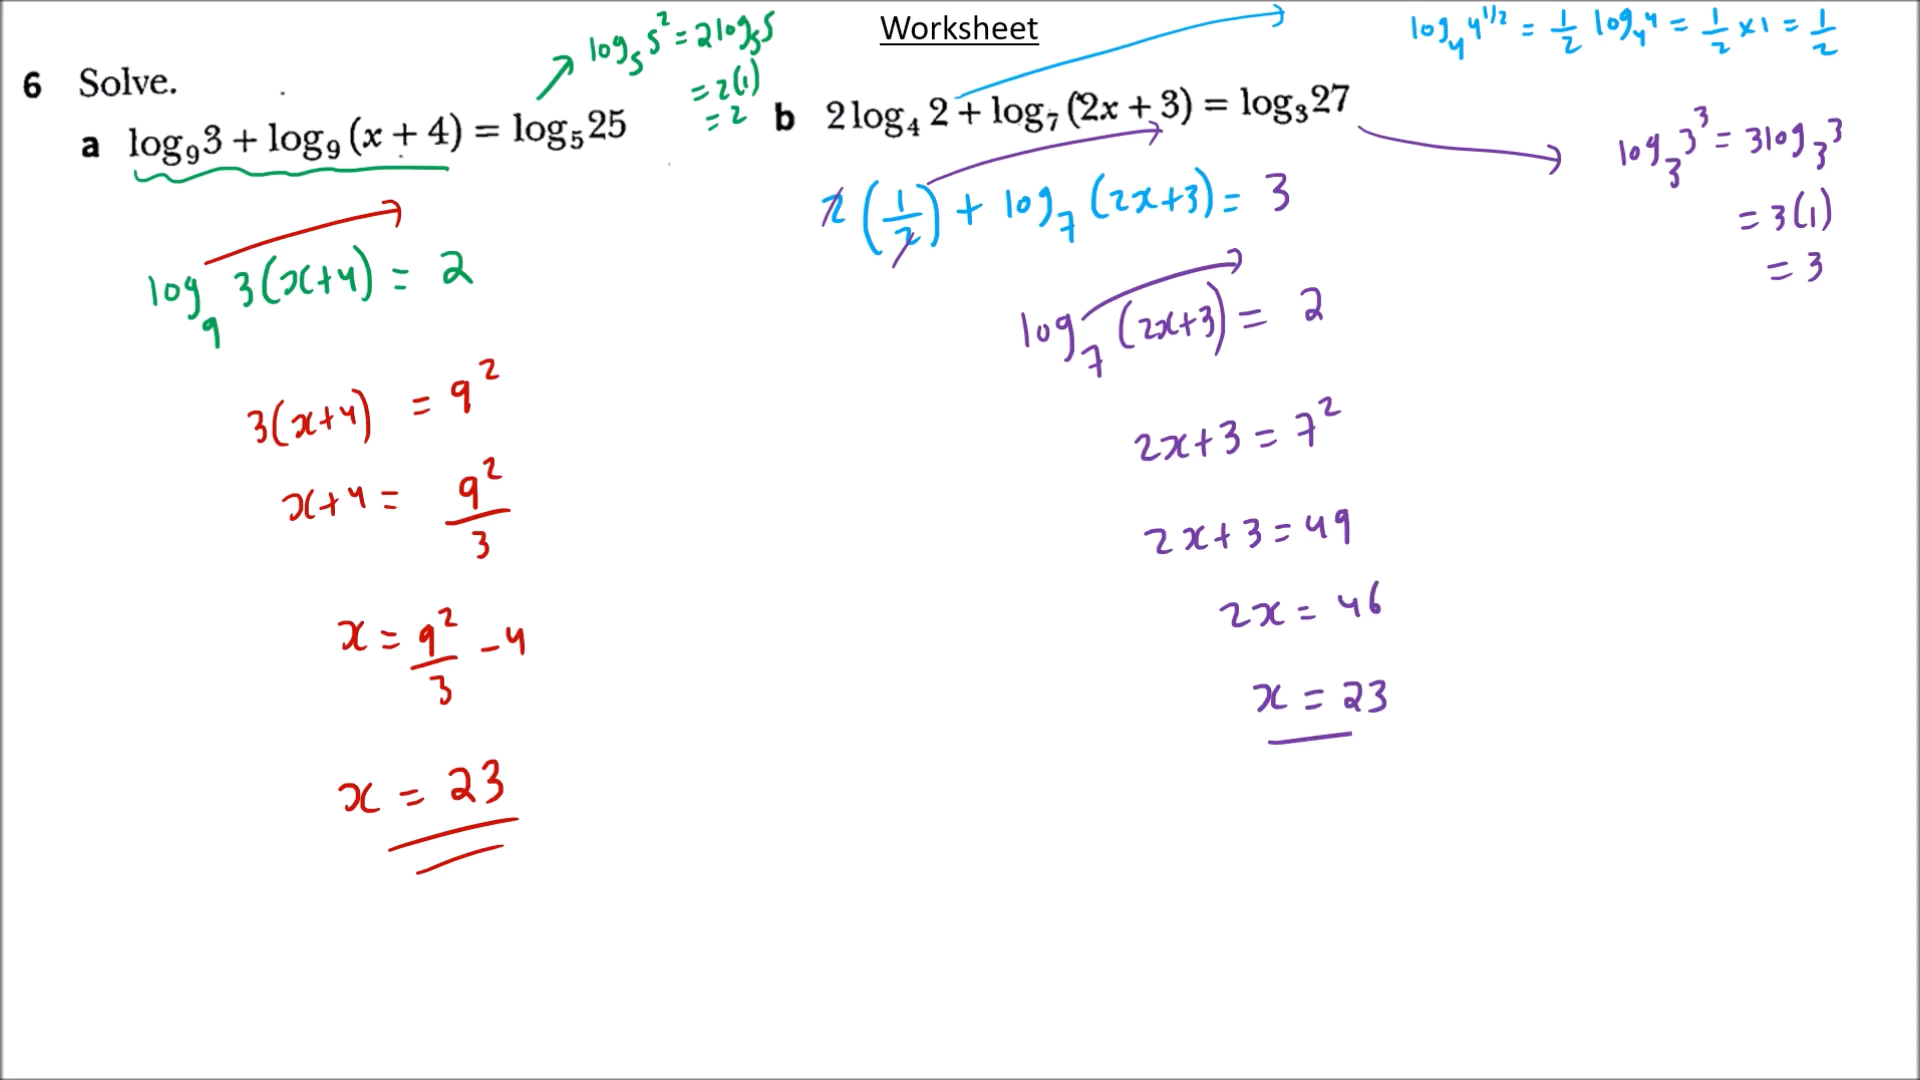 Worksheet
6 Solve.
a log₉3 + log₉(x + 4) = log₅25
log₅5² = 2log₅5
= 2(1)
= 2
log₉ 3(x+4) = 2
3(x+4) = 9²
x+4 = 9²/3
x = 9²/3 - 4
x = 23
b 2log₄2 + log₇(2x + 3) = log₃27
log₄4^1/2 = 1/2 log₄4 = 1/2 × 1 = 1/2
log₃3³ = 3log₃3
= 3(1)
= 3
2(1/2) + log₇(2x+3) = 3
log₇(2x+3) = 2
2x+3 = 7²
2x+3 = 49
2x = 46
x = 23